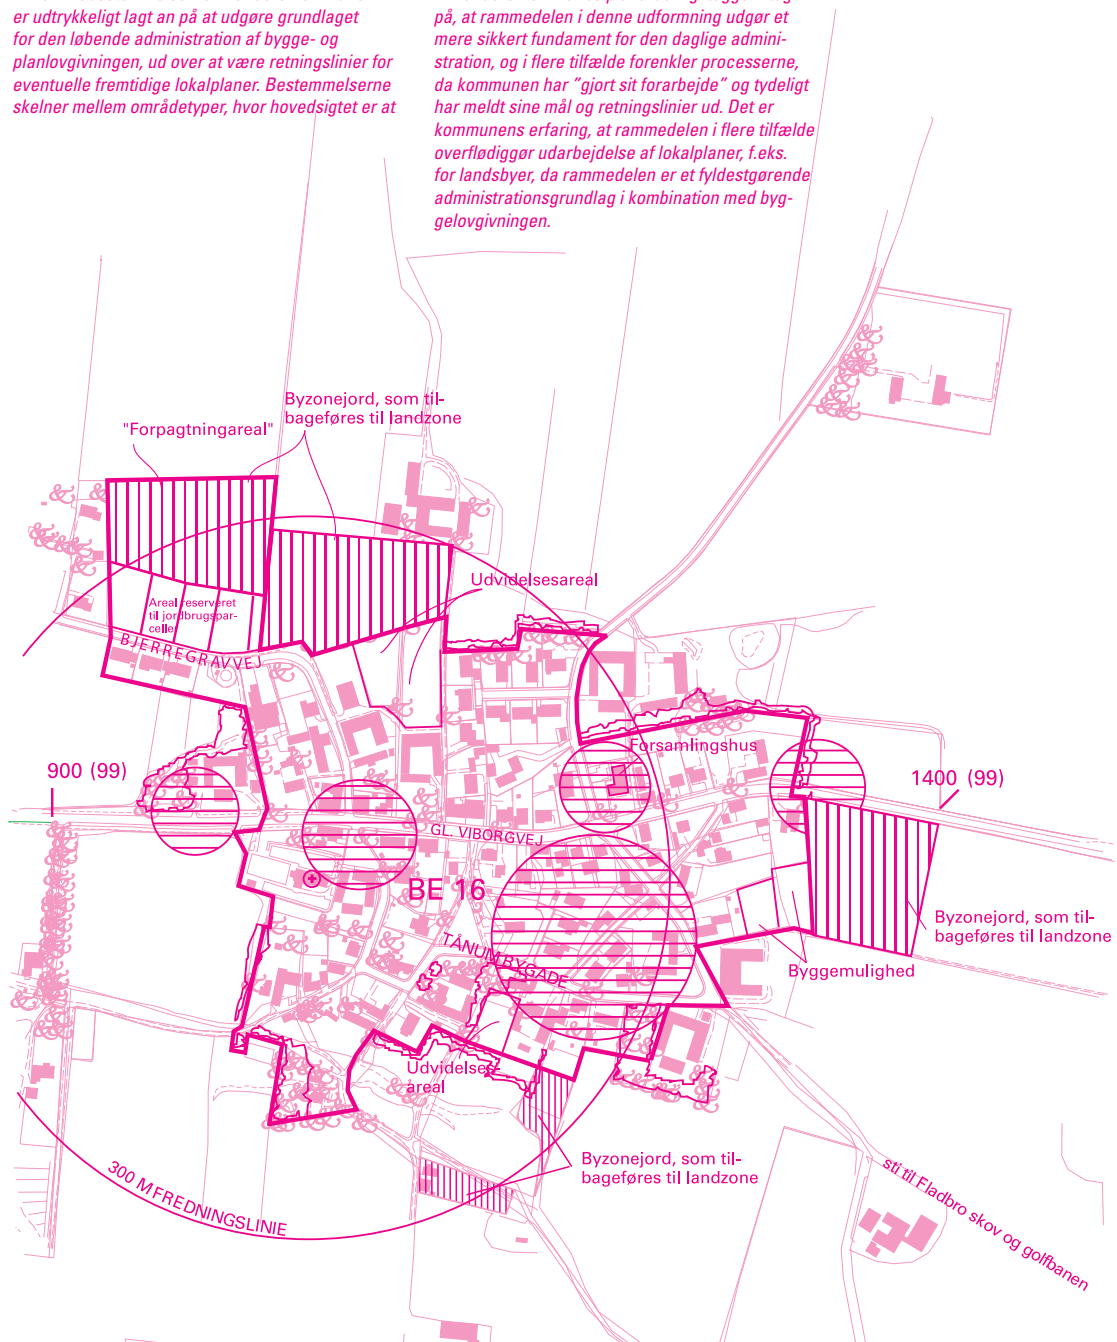 er udtrykkeligt lagt an på at udgøre grundlaget
for den løbende administration af bygge- og
planlovgivningen, ud over at være retningslinier for
eventuelle fremtidige lokalplaner. Bestemmelserne
skelner mellem områdetyper, hvor hovedsigtet er at
på, at rammedelen i denne udformning udgør et
mere sikkert fundament for den daglige admini-
stration, og i flere tilfælde forenkler processerne,
da kommunen har ”gjort sit forarbejde” og tydeligt
har meldt sine mål og retningslinier ud. Det er
kommunens erfaring, at rammedelen i flere tilfælde
overflødiggør udarbejdelse af lokalplaner, f.eks.
for landsbyer, da rammedelen er et fyldestgørende
administrationsgrundlag i kombination med byg-
gelovgivningen.
Byzonejord, som til-
bageføres til landzone
"Forpagtningareal"
Udvidelsesareal
Areal reserveret
til jordbrugspar-
celler
BJERREGRAVVEJ
Forsamlingshus
900 (99)
1400 (99)
GL. VIBORGVEJ
BE 16
TÅNUM BYGADE
Byzonejord, som til-
bageføres til landzone
Byggemulighed
Udvidelses-
areal
Byzonejord, som til-
bageføres til landzone
300 M FREDNINGSLINIE
sti til Fladbro skov og golfbanen